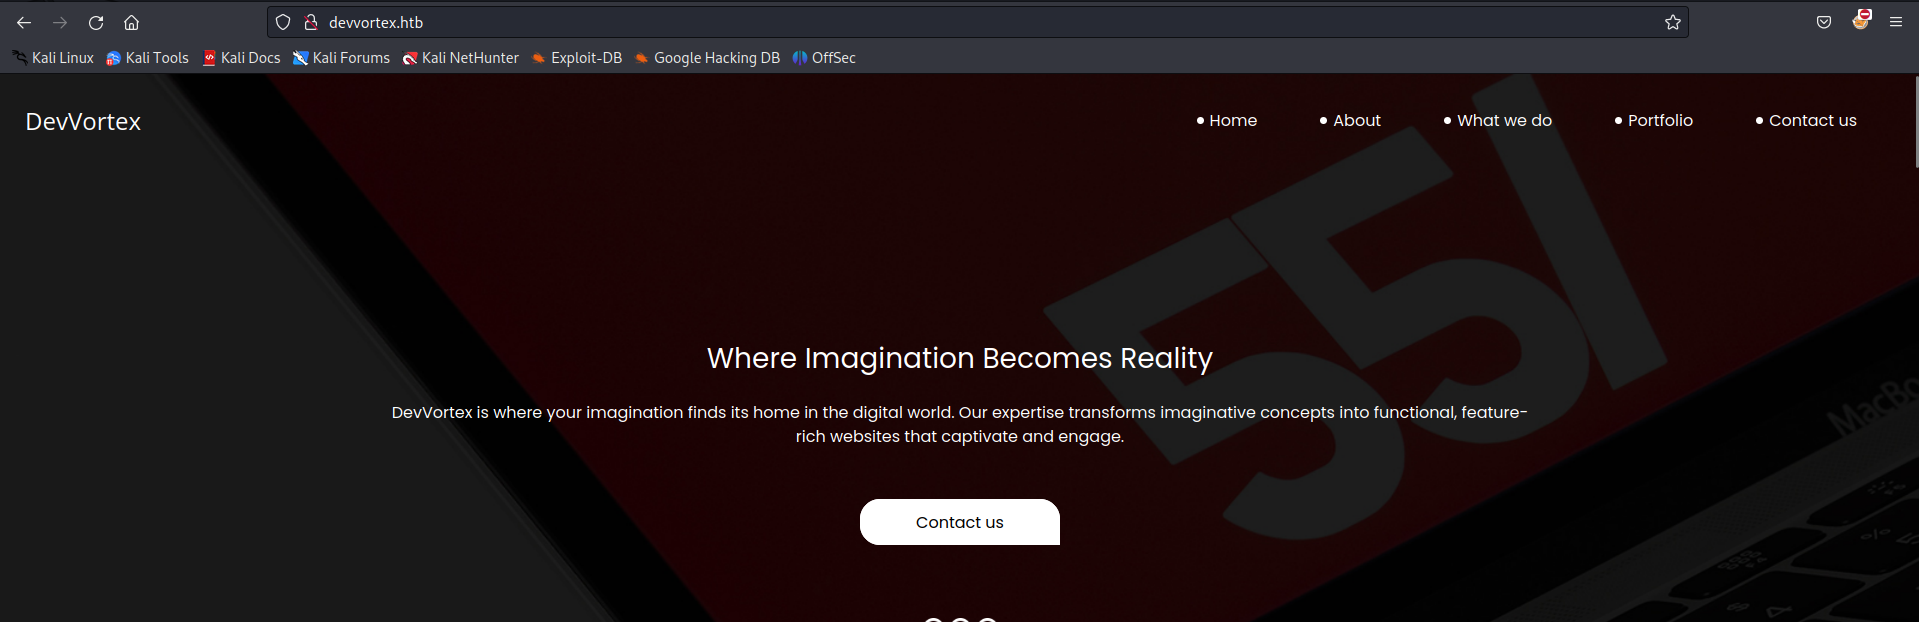 devvortex.htb
Kali Linux Kali Tools Kali Docs Kali Forums Kali NetHunter Exploit-DB Google Hacking DB OffSec
DevVortex Home About What we do Portfolio Contact us
55/
Where Imagination Becomes Reality
DevVortex is where your imagination finds its home in the digital world. Our expertise transforms imaginative concepts into functional, feature-
rich websites that captivate and engage.
Contact us